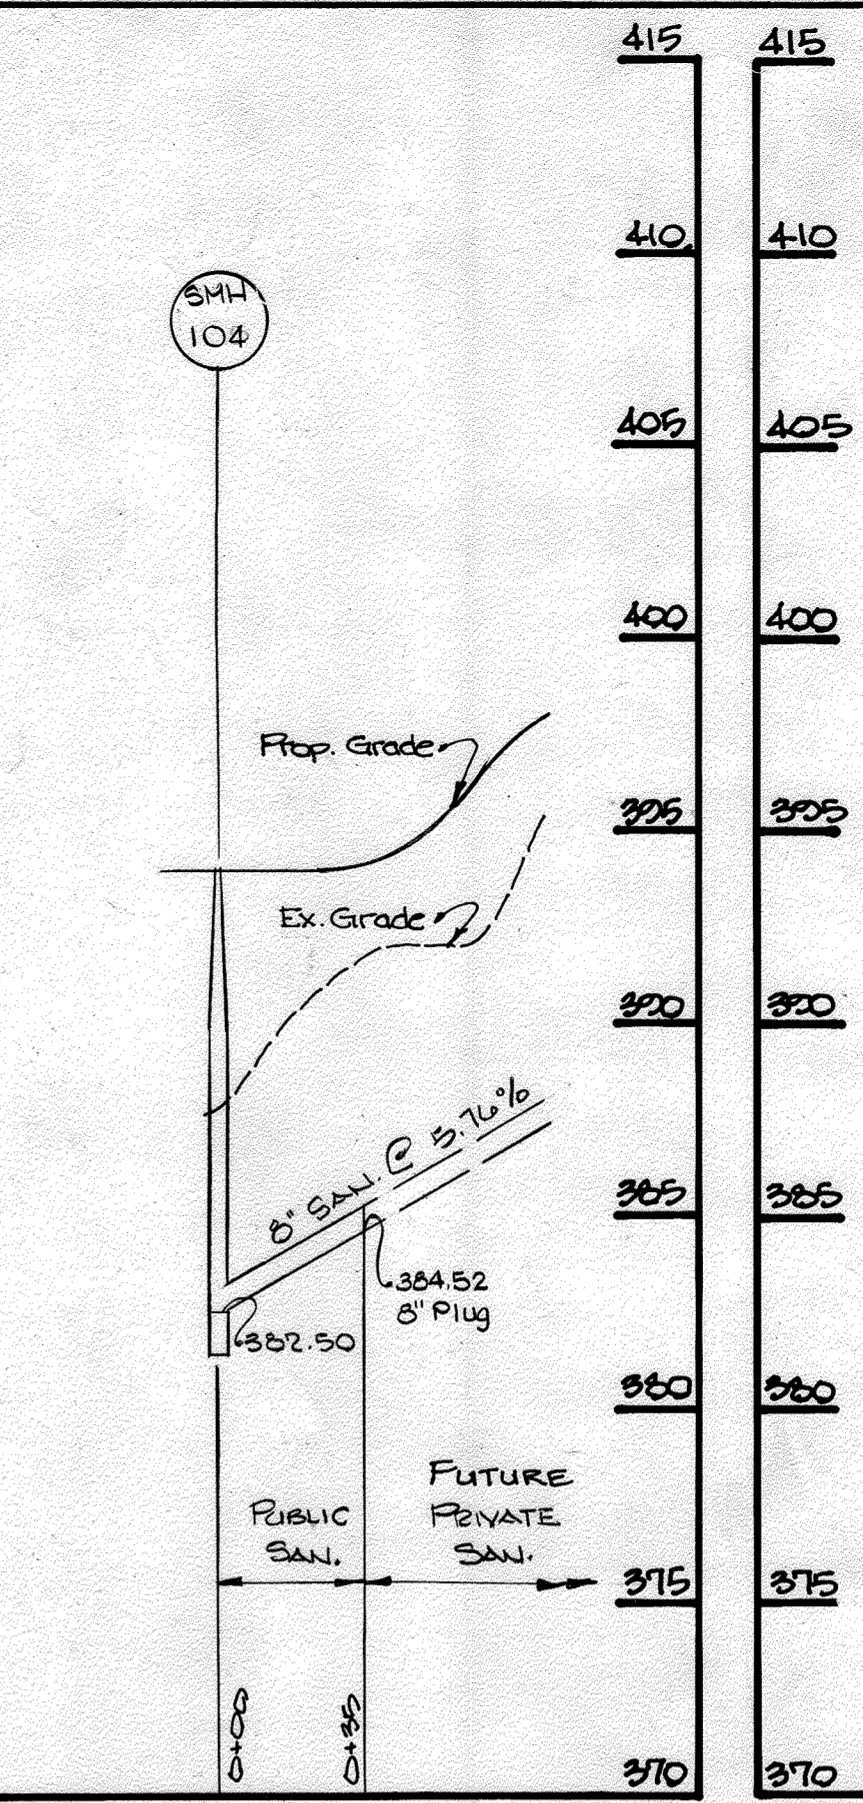 415 415
410 410
SMH
104
405 405
400 400
Prop. Grade
395 395
Ex. Grade
390 390
8" SAN. @ 5.76%
385 385
384.52
8" Plug
382.50
380 380
FUTURE
PRIVATE
SAN.
PUBLIC
SAN.
375 375
0+00
0+35
370 370